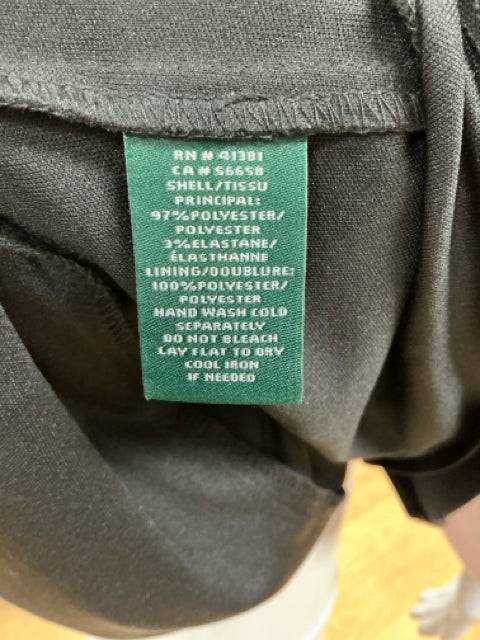 RN # 41381
CA # 56658
SHELL/TISSU
PRINCIPAL:
97%POLYESTER/
POLYESTER
3%ELASTANE/
ÉLASTHANNE
LINING/DOUBLURE:
100%POLYESTER/
POLYESTER
HAND WASH COLD
SEPARATELY
DO NOT BLEACH
LAY FLAT TO DRY
COOL IRON
IF NEEDED